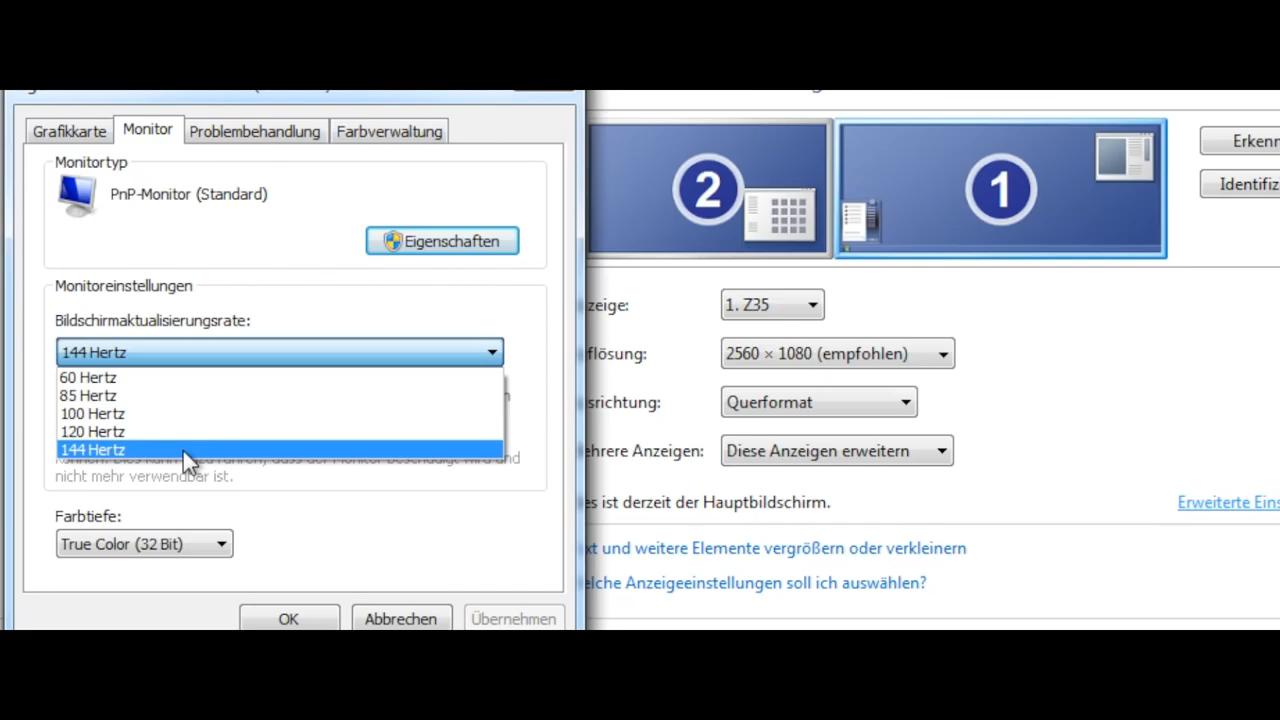 Grafikkarte
Monitor
Problembehandlung
Farbverwaltung
Monitortyp
PnP-Monitor (Standard)
Eigenschaften
Monitoreinstellungen
Bildschirmaktualisierungsrate:
144 Hertz
60 Hertz
85 Hertz
100 Hertz
120 Hertz
144 Hertz
nicht mehr verwendbar ist.
Farbtiefe:
True Color (32 Bit)
OK
Abbrechen
Übernehmen
2
1
Erkenn
Identifiz
zeige:
1. Z35
flösung:
2560 × 1080 (empfohlen)
srichtung:
Querformat
ehrere Anzeigen:
Diese Anzeigen erweitern
es ist derzeit der Hauptbildschirm.
Erweiterte Eins
xt und weitere Elemente vergrößern oder verkleinern
elche Anzeigeeinstellungen soll ich auswählen?